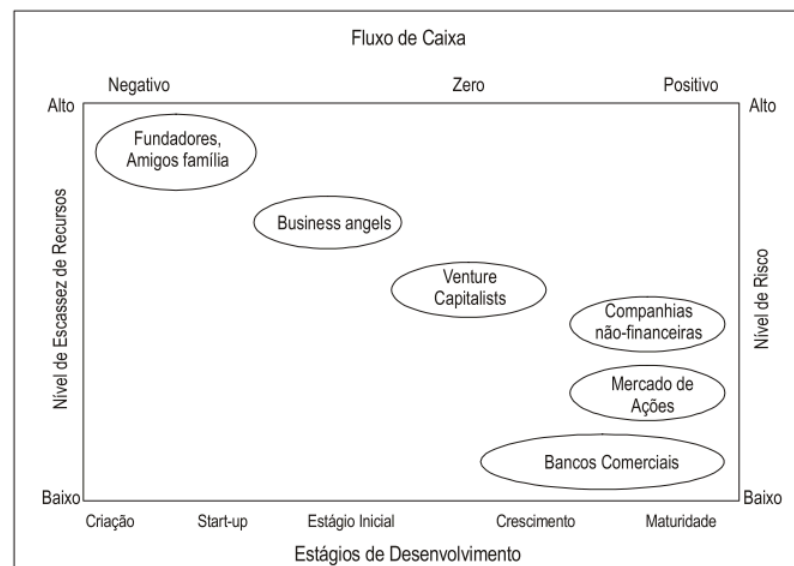 Fluxo de Caixa
Negativo Zero Positivo
Alto Alto
Fundadores,
Amigos família
Business angels
Venture
Capitalists
Companhias
não-financeiras
Mercado de
Ações
Bancos Comerciais
Nível de Escassez de Recursos
Nível de Risco
Baixo Baixo
Criação Start-up Estágio Inicial Crescimento Maturidade
Estágios de Desenvolvimento